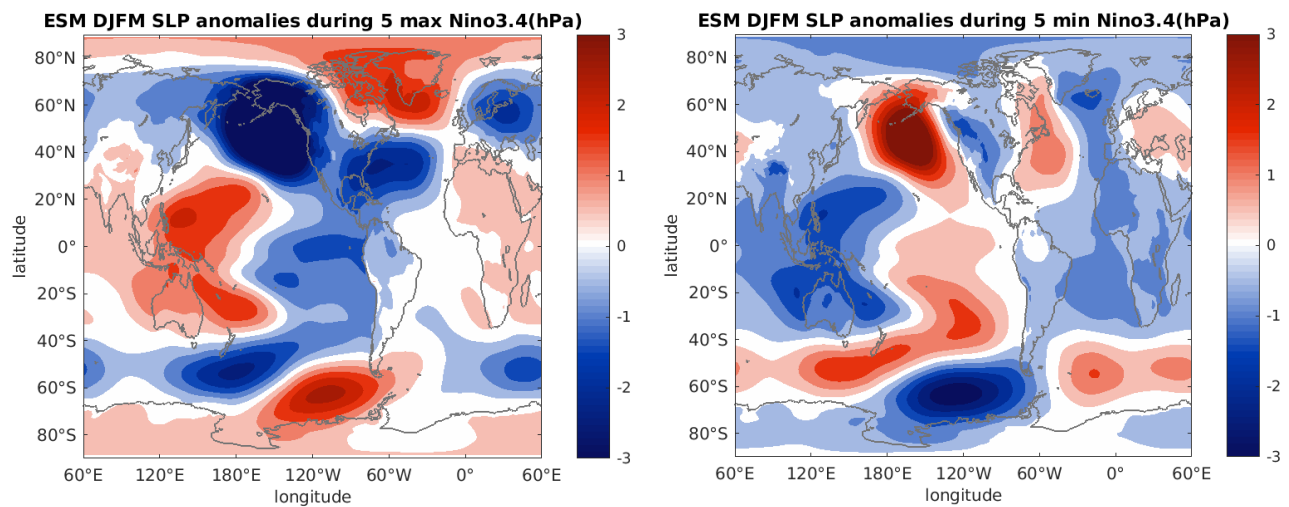 ESM DJFM SLP anomalies during 5 max Nino3.4(hPa)
80°N
60°N
40°N
20°N
0°
20°S
40°S
60°S
80°S
latitude
60°E 120°E 180°E 120°W 60°W 0° 60°E
longitude
3
2
1
0
-1
-2
-3
ESM DJFM SLP anomalies during 5 min Nino3.4(hPa)
80°N
60°N
40°N
20°N
0°
20°S
40°S
60°S
80°S
latitude
60°E 120°E 180°E 120°W 60°W 0° 60°E
longitude
3
2
1
0
-1
-2
-3